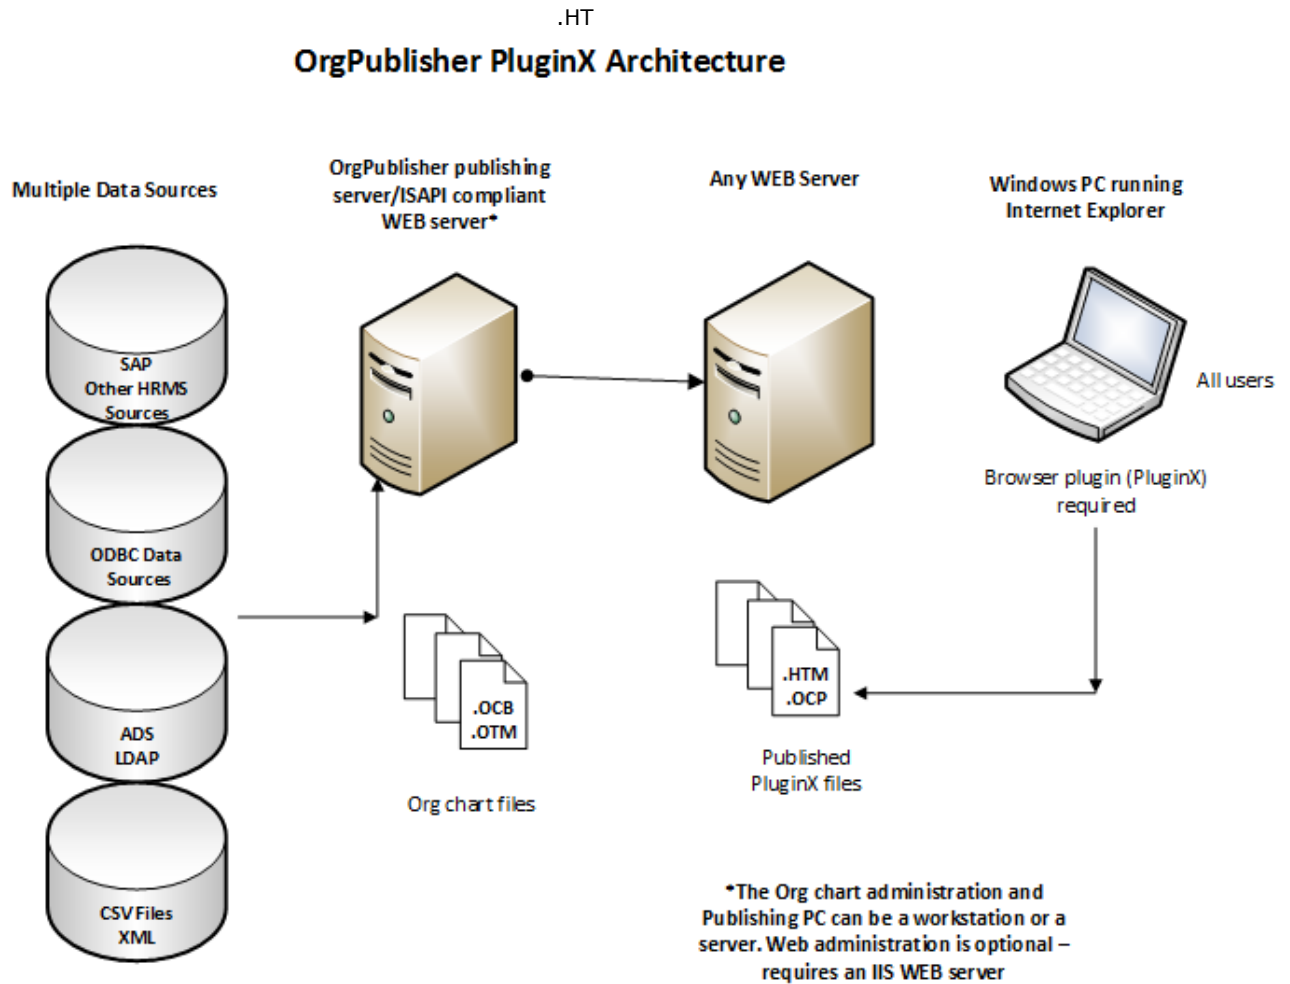 .HT
OrgPublisher PluginX Architecture
Multiple Data Sources
OrgPublisher publishing
server/ISAPI compliant
WEB server*
Any WEB Server
Windows PC running
Internet Explorer
SAP
Other HRMS
Sources
ODBC Data
Sources
ADS
LDAP
CSV Files
XML
.OCB
.OTM
Org chart files
.HTM
.OCP
Published
PluginX files
All users
Browser plugin (PluginX)
required
*The Org chart administration and
Publishing PC can be a workstation or a
server. Web administration is optional –
requires an IIS WEB server